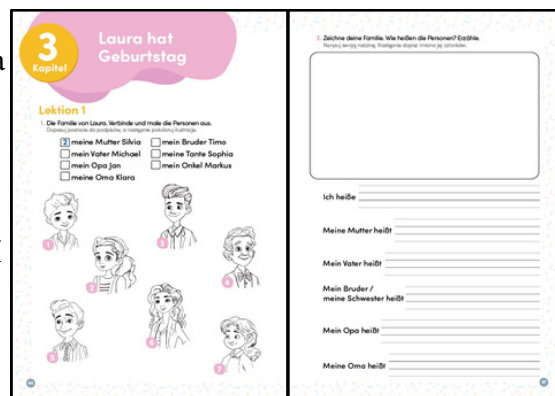 3
Kapitel
Laura hat
Geburtstag
Lektion 1
1. Die Familie von Laura. Verbinde und male die Personen aus.
Dopasuj postacie do podpisów, a następnie pokoloruj ilustracje.
2 meine Mutter Silvia
mein Vater Michael
mein Opa Jan
meine Oma Klara
mein Bruder Timo
meine Tante Sophia
mein Onkel Markus
1
2
3
4
5
6
7
2. Zeichne deine Familie. Wie heißen die Personen? Erzähle.
Narysuj swoją rodzinę. Następnie dopisz imiona jej członków.
Ich heiße
Meine Mutter heißt
Mein Vater heißt
Mein Bruder /
meine Schwester heißt
Mein Opa heißt
Meine Oma heißt